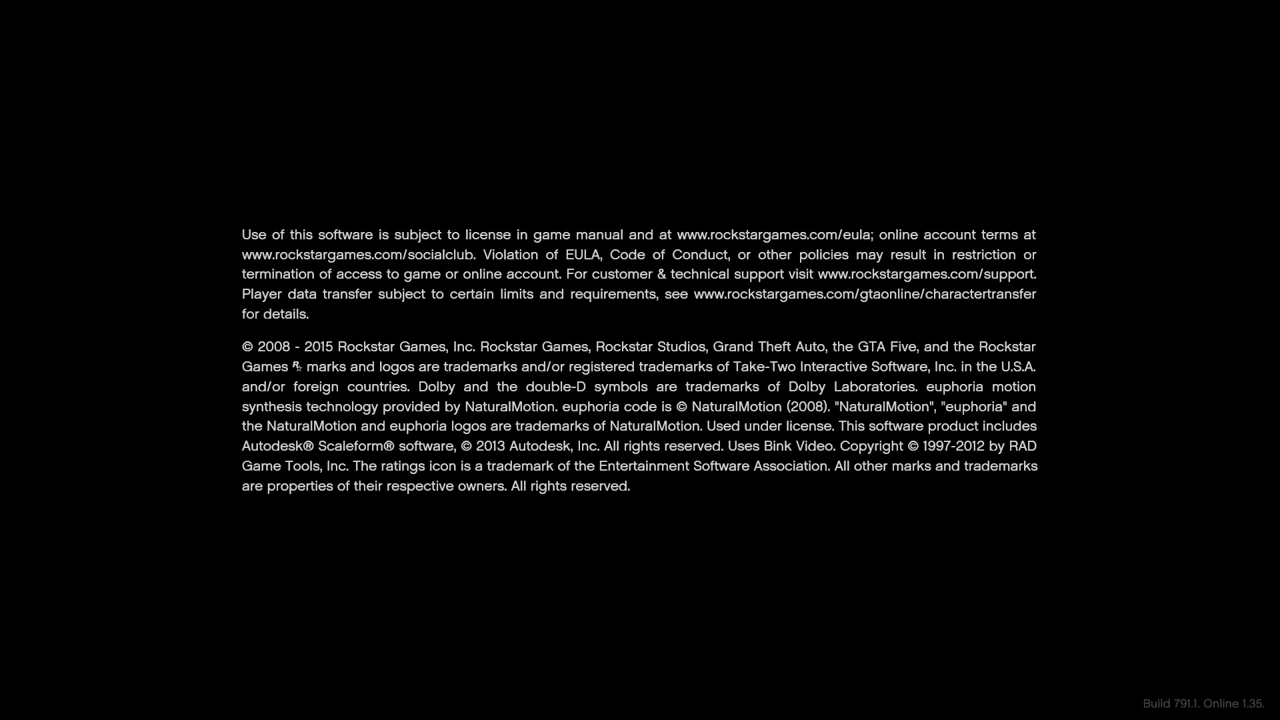 Use of this software is subject to license in game manual and at www.rockstargames.com/eula; online account terms at
www.rockstargames.com/socialclub. Violation of EULA, Code of Conduct, or other policies may result in restriction or
termination of access to game or online account. For customer & technical support visit www.rockstargames.com/support.
Player data transfer subject to certain limits and requirements, see www.rockstargames.com/gtaonline/charactertransfer
for details.
© 2008 - 2015 Rockstar Games, Inc. Rockstar Games, Rockstar Studios, Grand Theft Auto, the GTA Five, and the Rockstar
Games R* marks and logos are trademarks and/or registered trademarks of Take-Two Interactive Software, Inc. in the U.S.A.
and/or foreign countries. Dolby and the double-D symbols are trademarks of Dolby Laboratories. euphoria motion
synthesis technology provided by NaturalMotion. euphoria code is © NaturalMotion (2008). "NaturalMotion", "euphoria" and
the NaturalMotion and euphoria logos are trademarks of NaturalMotion. Used under license. This software product includes
Autodesk® Scaleform® software, © 2013 Autodesk, Inc. All rights reserved. Uses Bink Video. Copyright © 1997-2012 by RAD
Game Tools, Inc. The ratings icon is a trademark of the Entertainment Software Association. All other marks and trademarks
are properties of their respective owners. All rights reserved.
Build 791.1. Online 1.35.